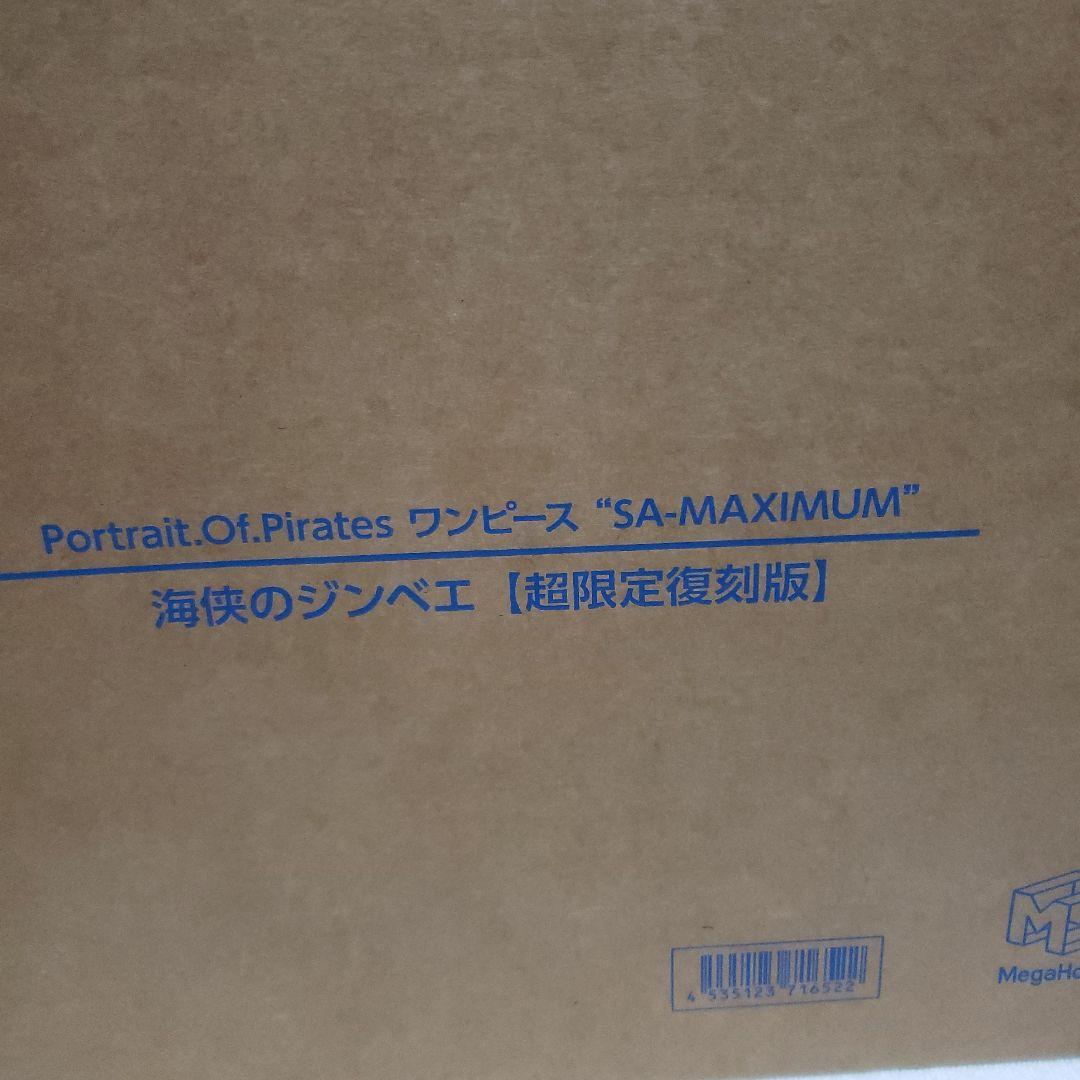 Portrait.Of.Pirates ワンピース “SA-MAXIMUM”
海侠のジンベエ【超限定復刻版】
4 535123 716522
MegaHo